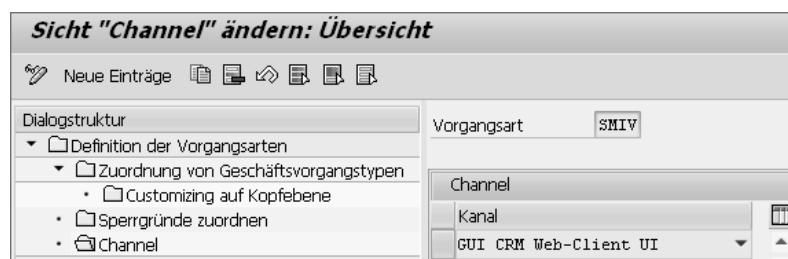 Sicht "Channel" ändern: Übersicht
Neue Einträge
Dialogstruktur
Definition der Vorgangsarten
Zuordnung von Geschäftsvorgangstypen
Customizing auf Kopfebene
Sperrgründe zuordnen
Channel
Vorgangsart SMIV
Channel
Kanal
GUI CRM Web-Client UI